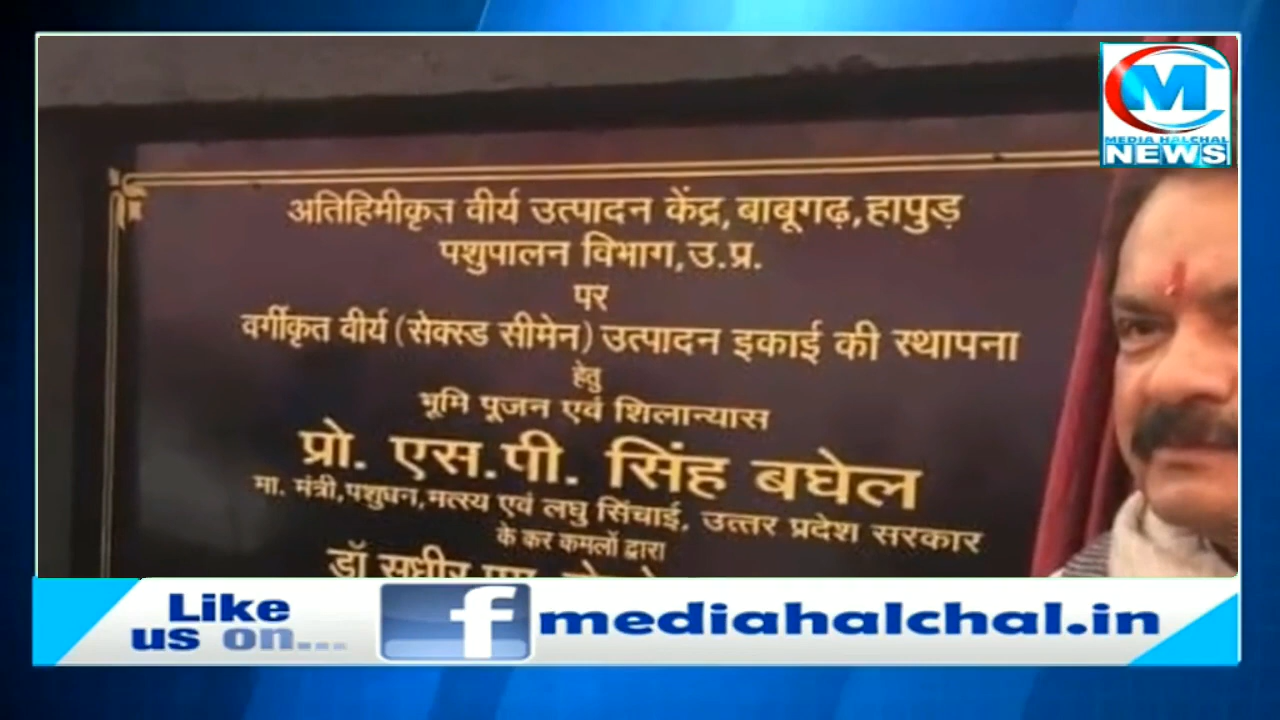 MEDIA HALCHAL
NEWS
अतिहिमीकृत वीर्य उत्पादन केंद्र, बाबूगढ़, हापुड़
पशुपालन विभाग, उ.प्र.
पर
वर्गीकृत वीर्य (सेक्स्ड सीमेन) उत्पादन इकाई की स्थापना
हेतु
भूमि पूजन एवं शिलान्यास
प्रो. एस.पी. सिंह बघेल
मा. मंत्री, पशुधन, मत्स्य एवं लघु सिंचाई, उत्तर प्रदेश सरकार
के कर कमलों द्वारा
डॉ सुधीर एम.
Like
us on...
mediahalchal.in